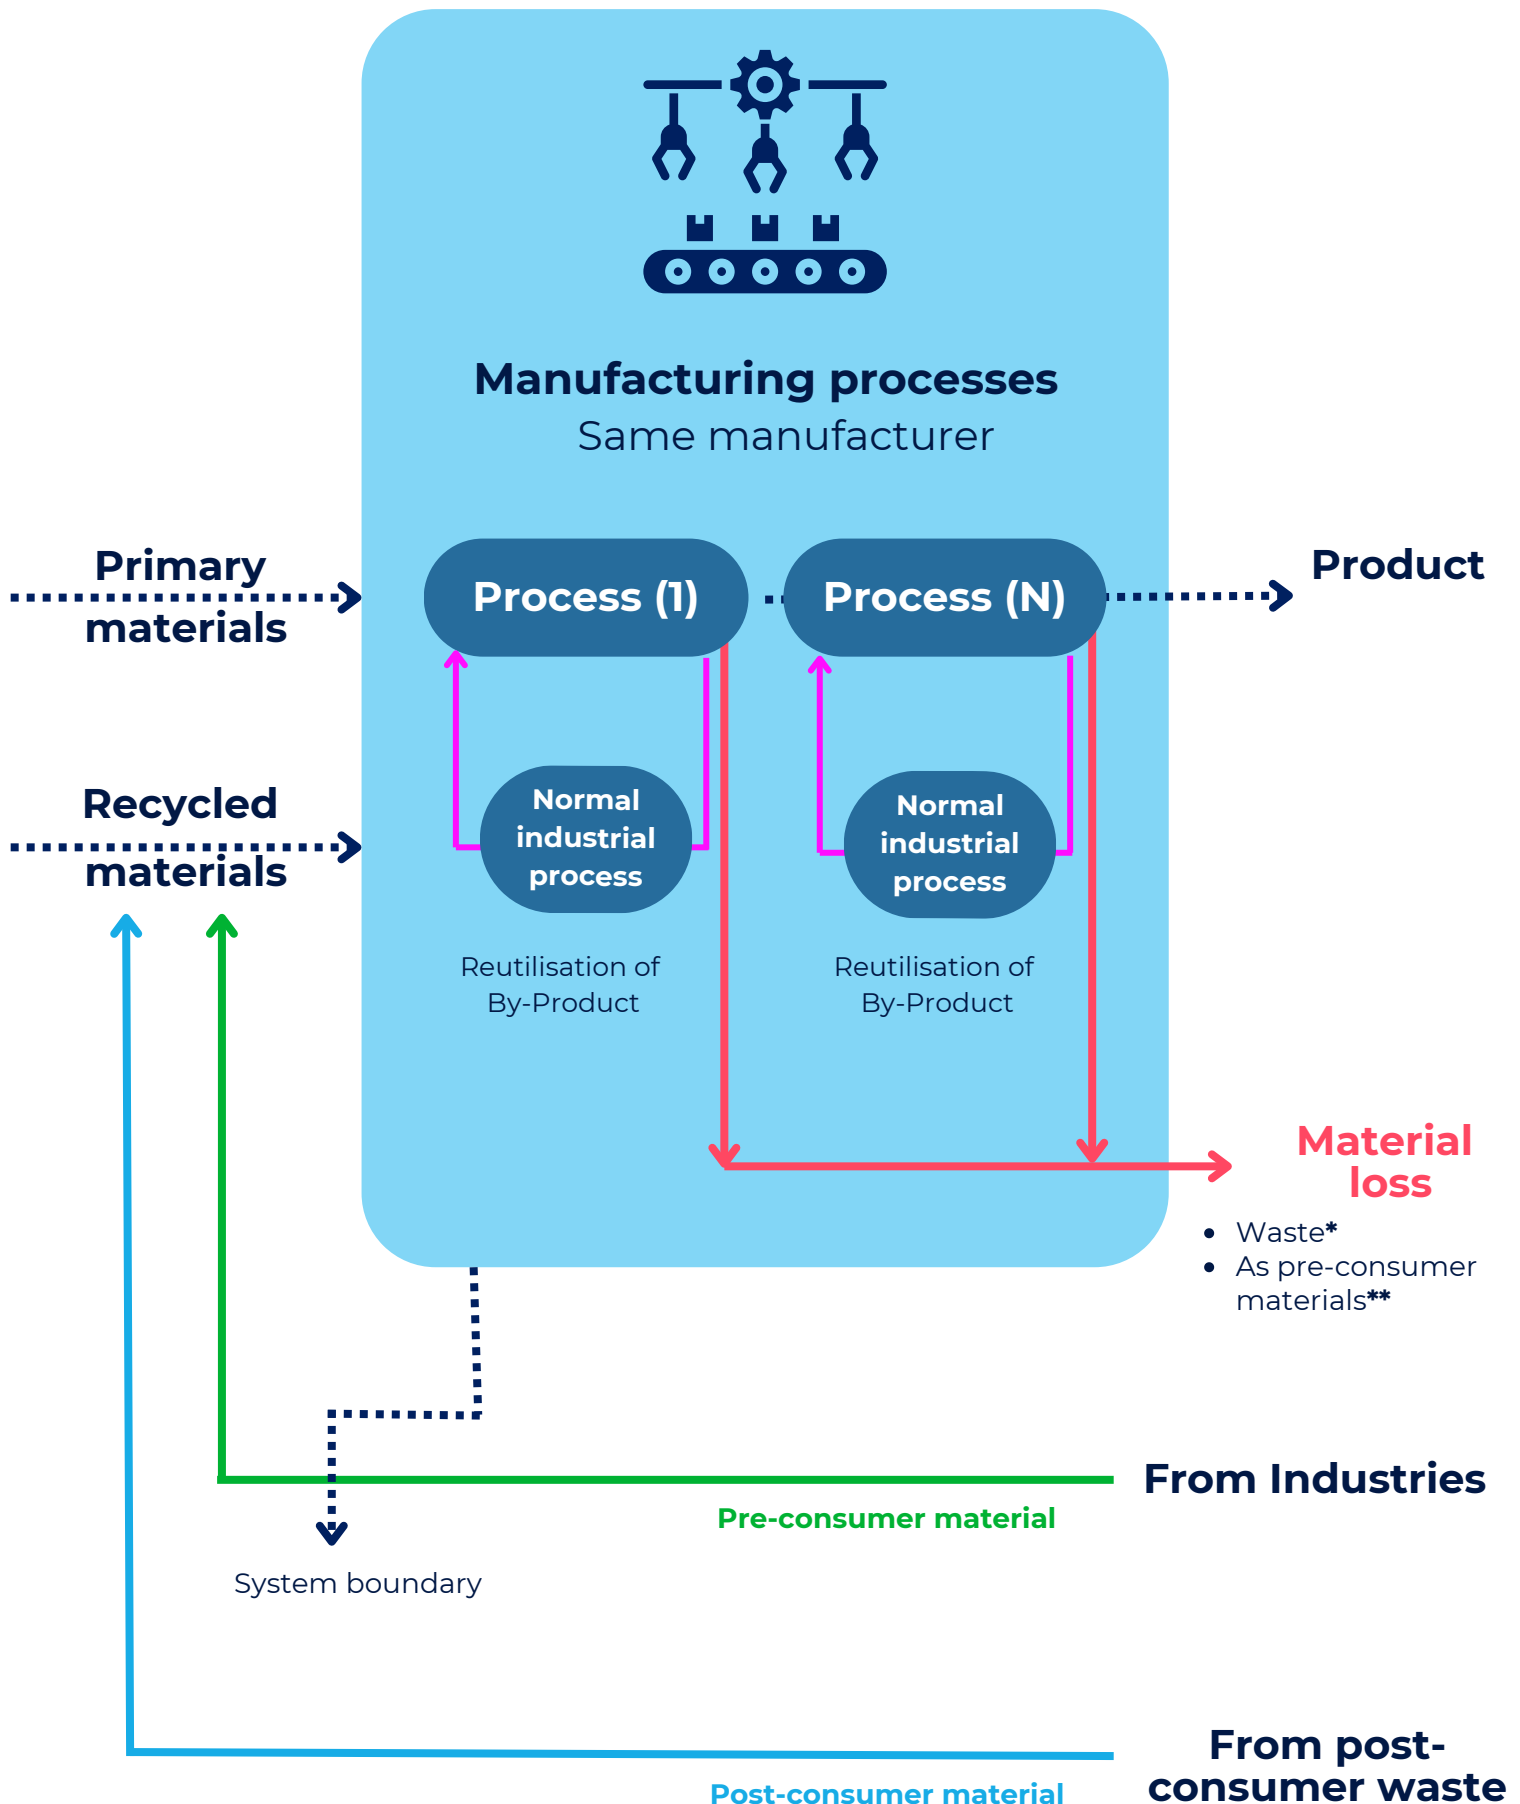 Manufacturing processes
Same manufacturer
Primary
materials
Process (1)
Process (N)
Product
Recycled
materials
Normal
industrial
process
Normal
industrial
process
Reutilisation of
By-Product
Reutilisation of
By-Product
Material
loss
• Waste*
• As pre-consumer
materials**
From Industries
Pre-consumer material
System boundary
From post-
consumer waste
Post-consumer material